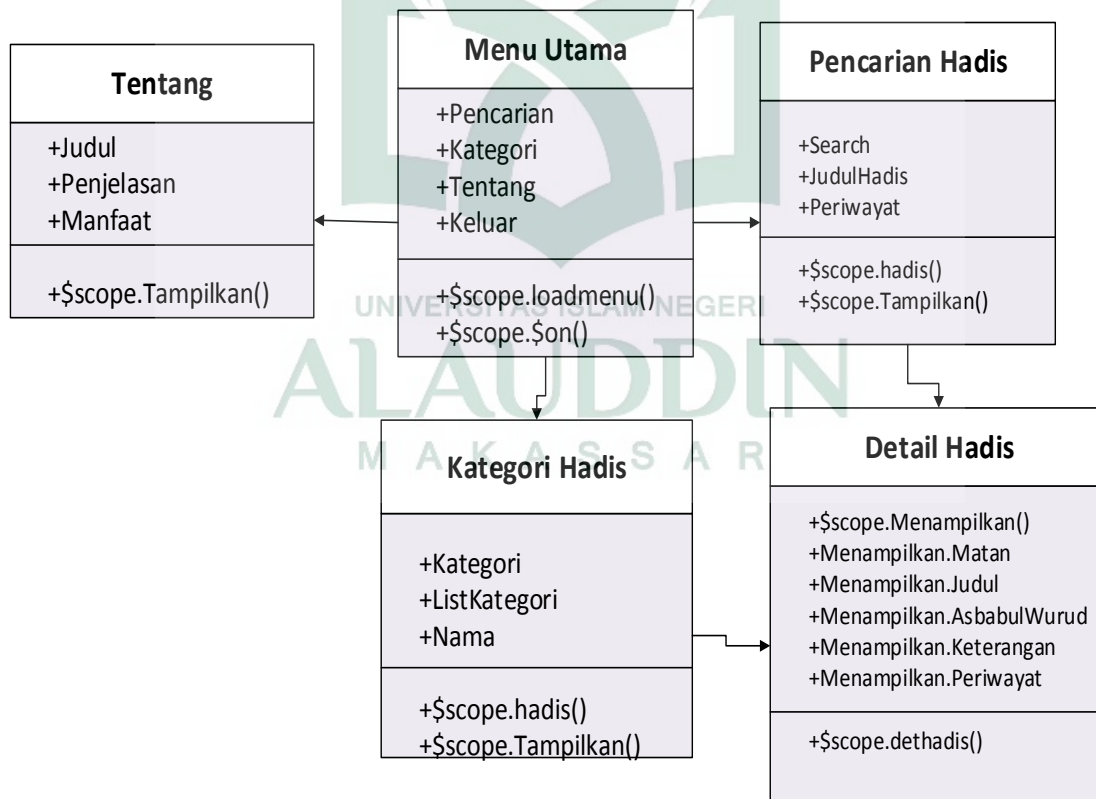 Tentang
+Judul
+Penjelasan
+Manfaat
+$scope.Tampilkan()
Menu Utama
+Pencarian
+Kategori
+Tentang
+Keluar
+$scope.loadmenu()
+$scope.$on()
Pencarian Hadis
+Search
+JudulHadis
+Periwayat
+$scope.hadis()
+$scope.Tampilkan()
UNIVERSITAS ISLAM NEGERI
ALAUDDIN
MAKASSAR
Kategori Hadis
+Kategori
+ListKategori
+Nama
+$scope.hadis()
+$scope.Tampilkan()
Detail Hadis
+$scope.Menampilkan()
+Menampilkan.Matan
+Menampilkan.Judul
+Menampilkan.AsbabulWurud
+Menampilkan.Keterangan
+Menampilkan.Periwayat
+$scope.dethadis()